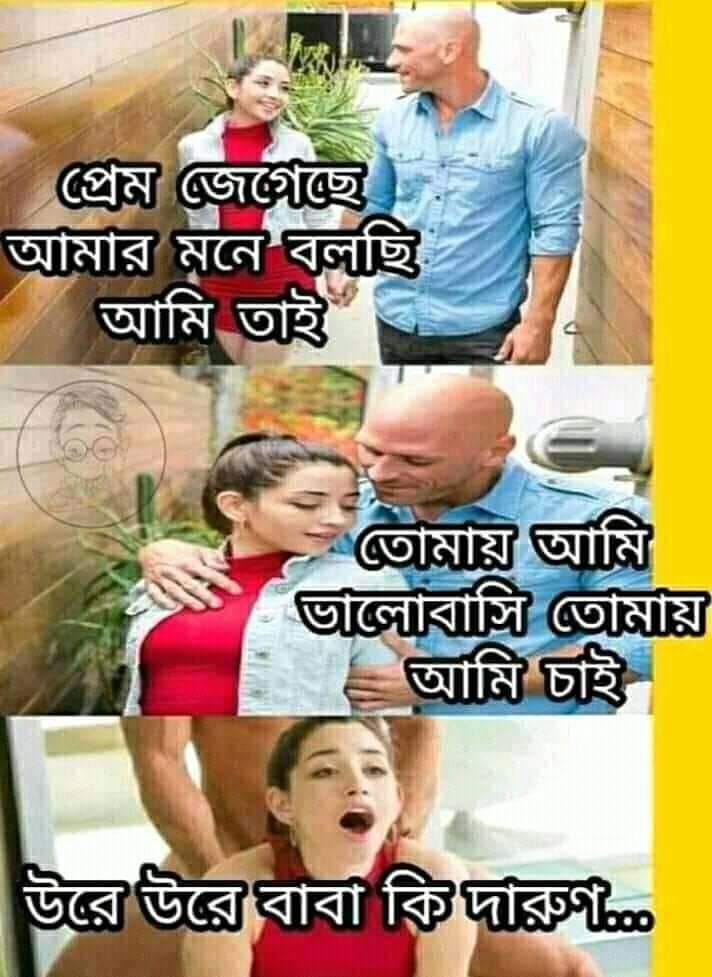 প্রেম জেগেছে
আমার মনে বলছি
আমি তাই
তোমায় আমি
ভালোবাসি তোমায়
আমি চাই
উরে উরে বাবা কি দারুণ...